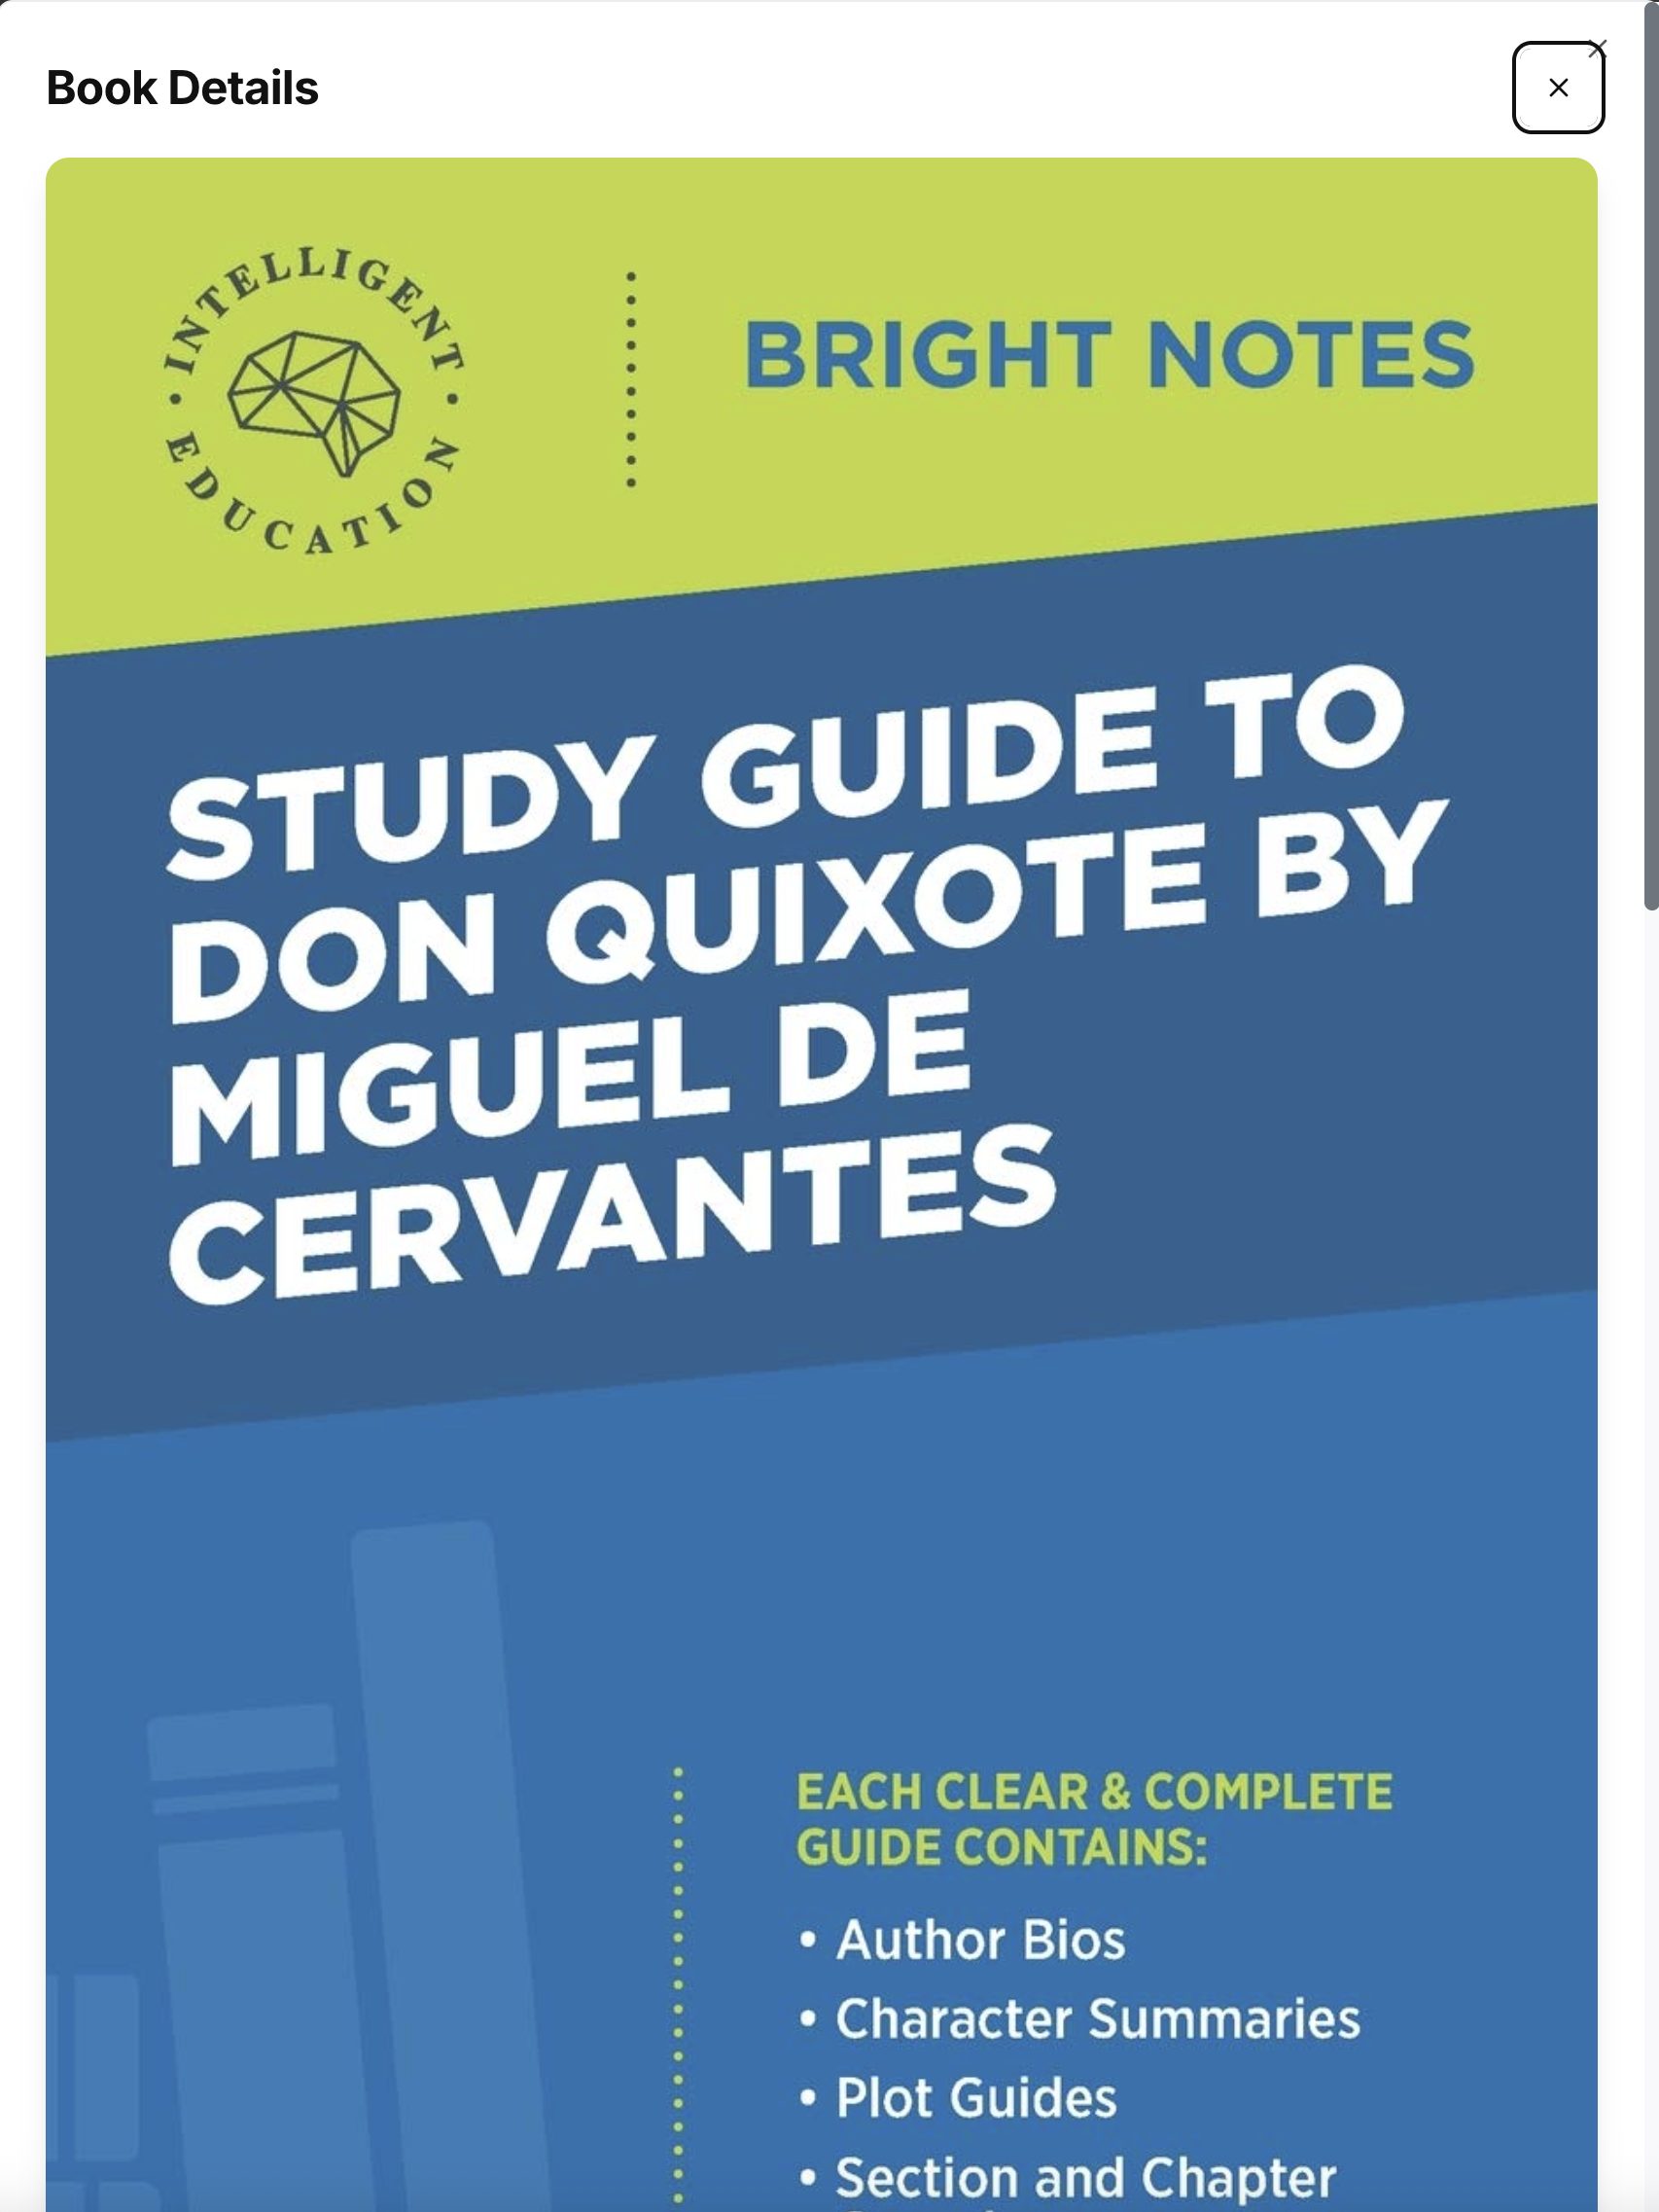 Book Details
INTELLIGENT
EDUCATION
BRIGHT NOTES
STUDY GUIDE TO
DON QUIXOTE BY
MIGUEL DE
CERVANTES
EACH CLEAR & COMPLETE
GUIDE CONTAINS:
• Author Bios
• Character Summaries
• Plot Guides
• Section and Chapter